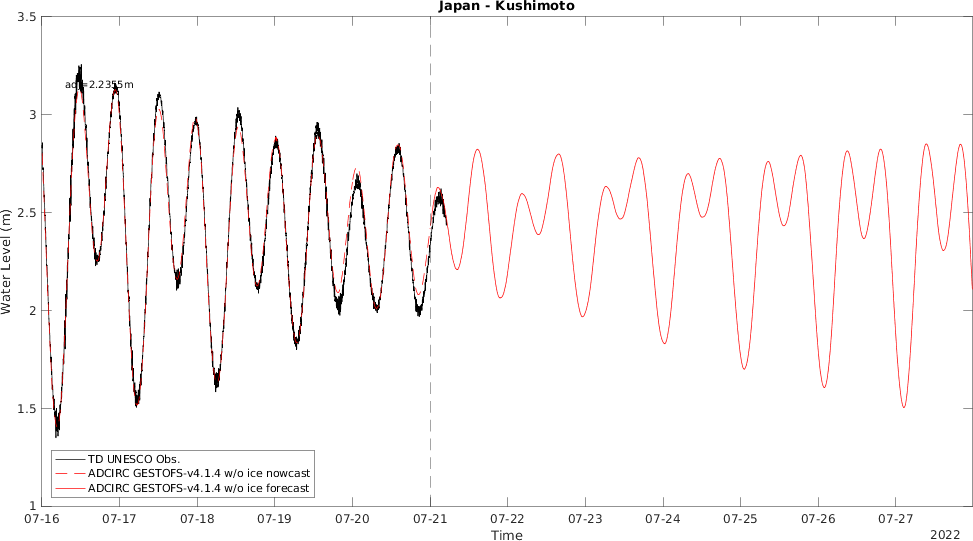 Japan - Kushimoto
3.5
3
2.5
2
1.5
1
Water Level (m)
=2.2355m
TD UNESCO Obs.
ADCIRC GESTOFS-v4.1.4 w/o ice nowcast
ADCIRC GESTOFS-v4.1.4 w/o ice forecast
07-16 07-17 07-18 07-19 07-20 07-21 07-22 07-23 07-24 07-25 07-26 07-27
Time
2022